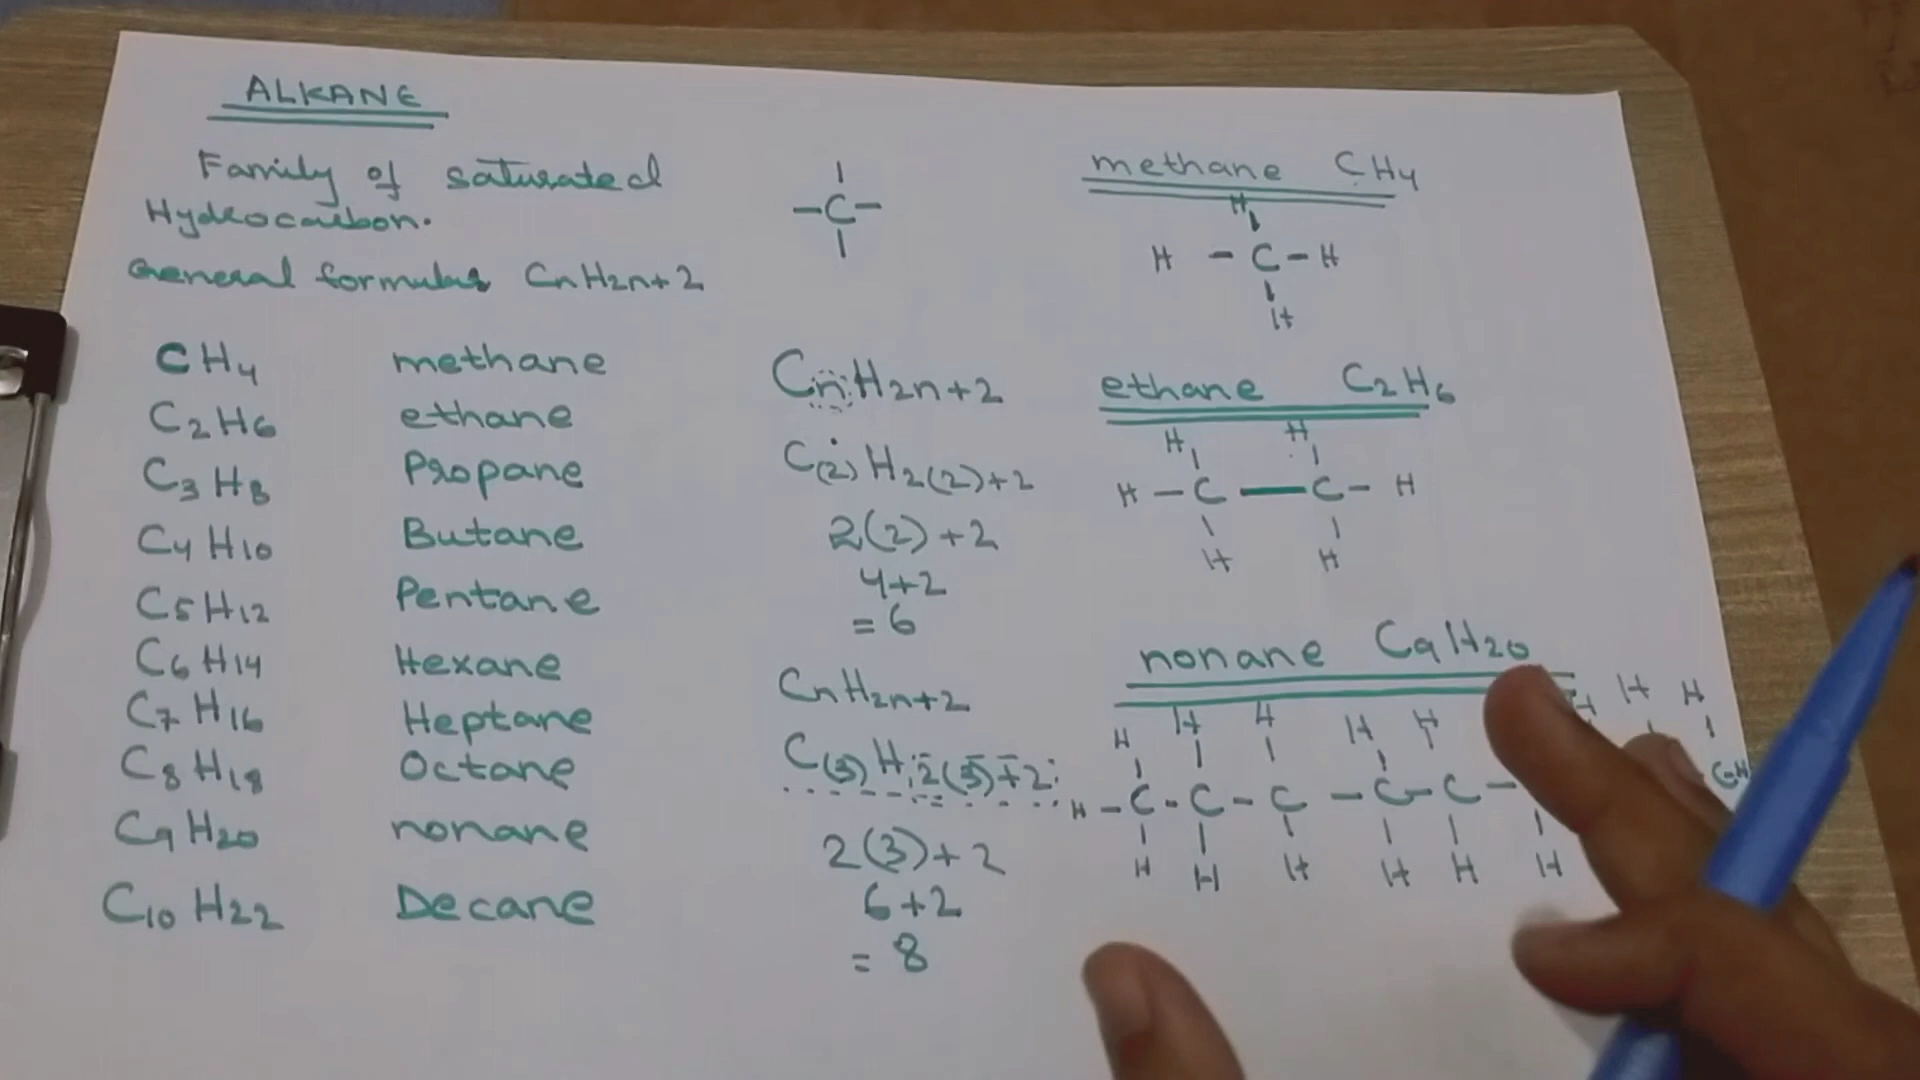 ALKANE
Family of saturated
Hydrocarbon.
General formular CnH2n+2
CH4 methane
C2H6 ethane
C3H8 Propane
C4H10 Butane
C5H12 Pentane
C6H14 Hexane
C7H16 Heptane
C8H18 Octane
C9H20 nonane
C10H22 Decane
-C-
CnH2n+2
C(2)H2(2)+2
2(2)+2
4+2
=6
CnH2n+2
C(3)H2(3)+2
2(3)+2
6+2
= 8
methane CH4
H
H - C - H
H
ethane C2H6
H H
H - C - C - H
H H
nonane C9H20
H H H H H H H H
H - C - C - C - C - C -
H H H H H H